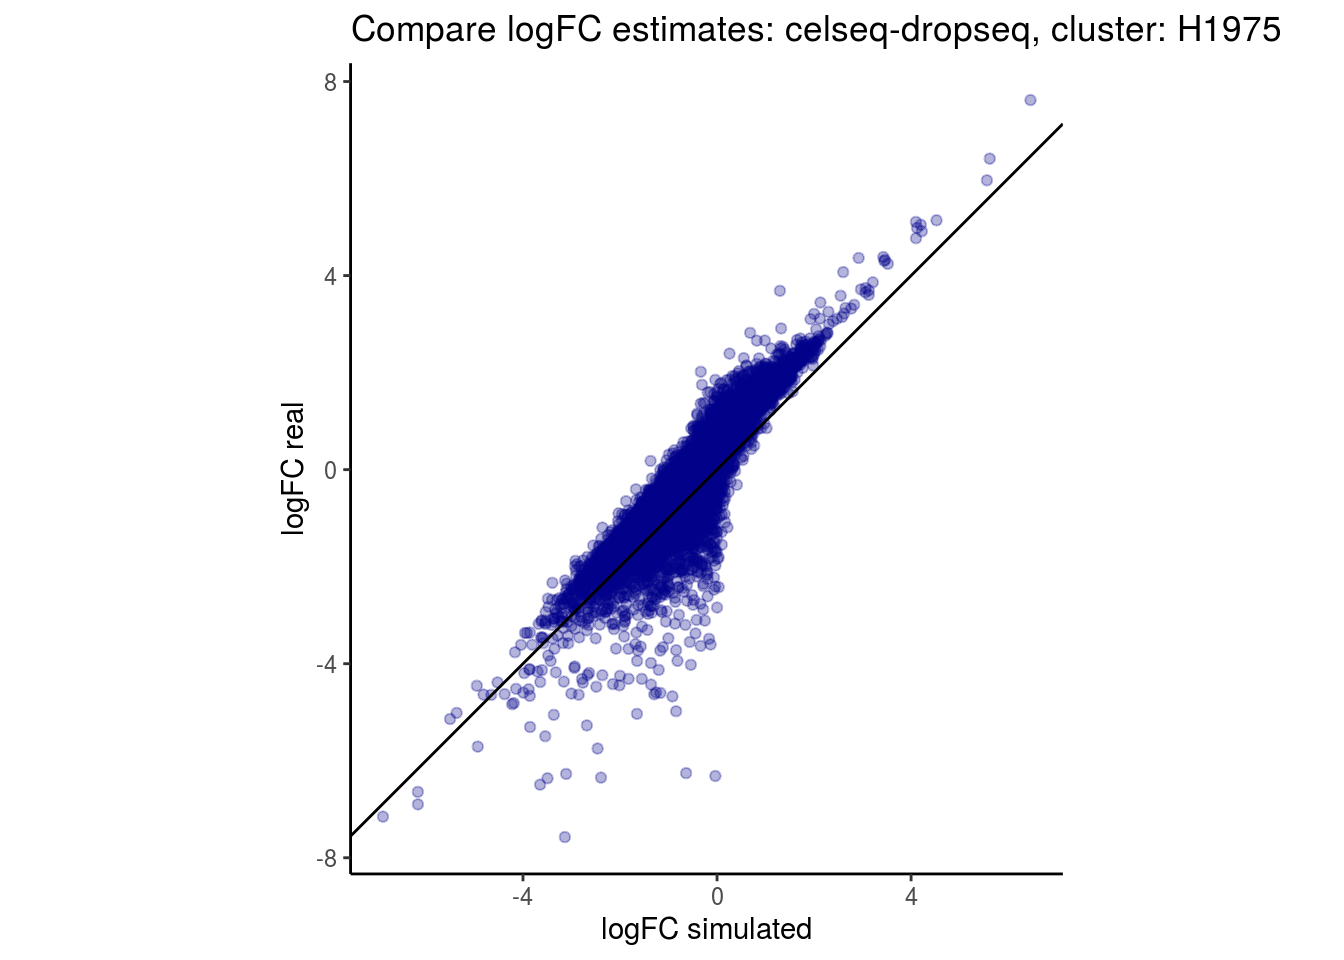 Compare logFC estimates: celseq-dropseq, cluster: H1975
8
4
0
-4
-8
logFC real
-4 0 4
logFC simulated